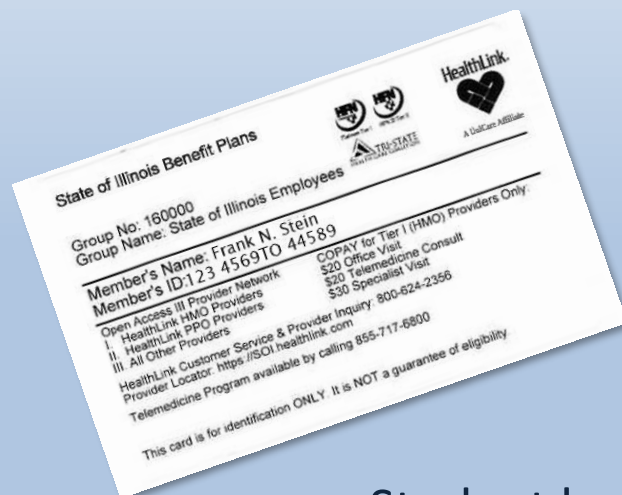 HealthLink.
A UniCare Affiliate
HFN HFN
TRI-STATE
State of Illinois Benefit Plans
Group No: 160000
Group Name: State of Illinois Employees
Member's Name: Frank N. Stein
Member's ID:123 4569TO 44589
Open Access III Provider Network
I. HealthLink HMO Providers
II. HealthLink PPO Providers
III. All Other Providers
COPAY for Tier I (HMO) Providers Only:
$20 Office Visit
$20 Telemedicine Consult
$30 Specialist Visit
HealthLink Customer Service & Provider Inquiry: 800-624-2356
Provider Locator: https://SOI.healthlink.com
Telemedicine Program available by calling 855-717-6800
This card is for identification ONLY. It is NOT a guarantee of eligibility.